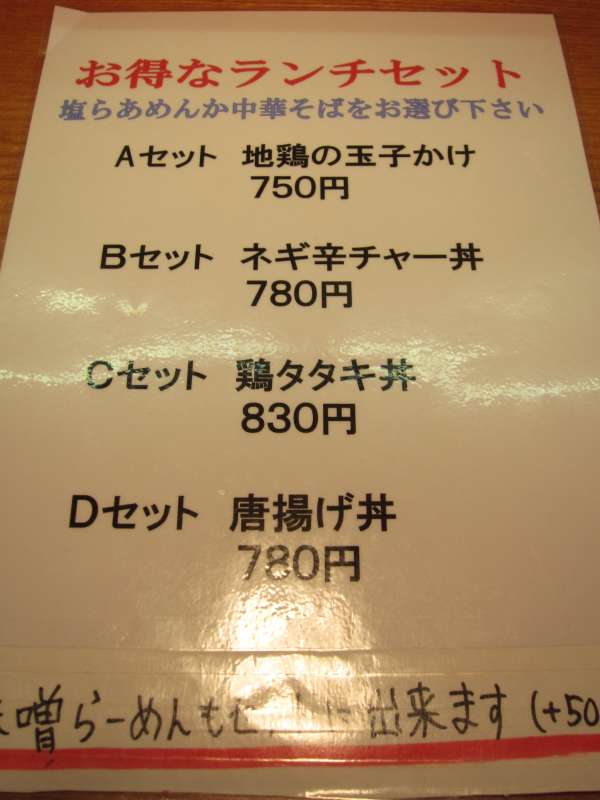 お得なランチセット
塩らあめんか中華そばをお選び下さい
Aセット 地鶏の玉子かけ
750円
Bセット ネギ辛チャー丼
780円
Cセット 鶏タタキ丼
830円
Dセット 唐揚げ丼
780円
噌らーめんもセ 出来ます(+50